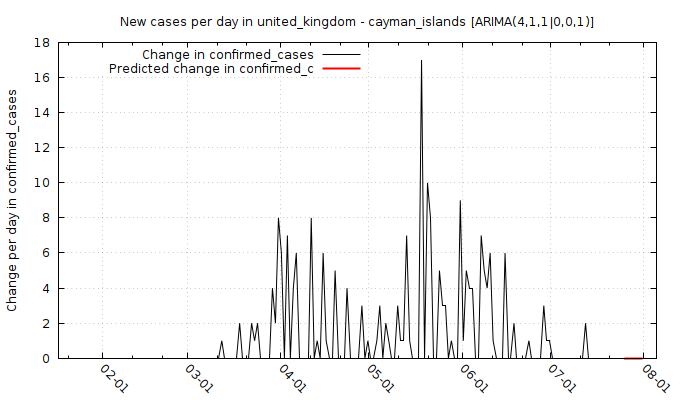 New cases per day in united_kingdom - cayman_islands [ARIMA(4,1,1|0,0,1)]
Change in confirmed_cases
Predicted change in confirmed_c
Change per day in confirmed_cases
18
16
14
12
10
8
6
4
2
0
02-01 03-01 04-01 05-01 06-01 07-01 08-01